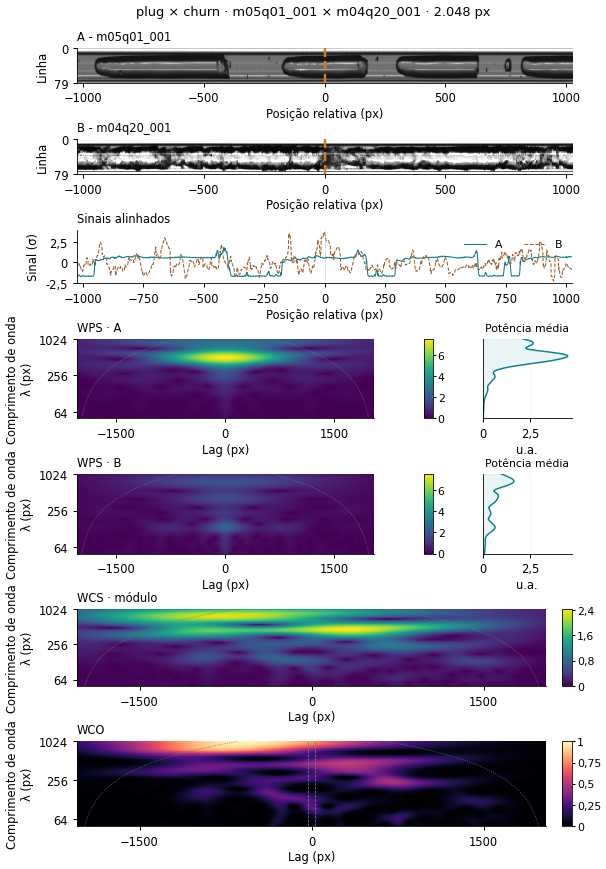 plug × churn · m05q01_001 × m04q20_001 · 2.048 px
A - m05q01_001
Linha
0
79
−1000 −500 0 500 1000
Posição relativa (px)
B - m04q20_001
Linha
0
79
−1000 −500 0 500 1000
Posição relativa (px)
Sinais alinhados
Sinal (σ)
2,5
0
-2,5
A B
−1000 −750 −500 −250 0 250 500 750 1000
Posição relativa (px)
WPS · A
Comprimento de onda
λ (px)
1024
256
64
−1500 0 1500
Lag (px)
6
4
2
0
Potência média
0 2,5
u.a.
WPS · B
Comprimento de onda
λ (px)
1024
256
64
−1500 0 1500
Lag (px)
6
4
2
0
Potência média
0 2,5
u.a.
WCS · módulo
Comprimento de onda
λ (px)
1024
256
64
−1500 0 1500
Lag (px)
2,4
1,6
0,8
0
WCO
Comprimento de onda
λ (px)
1024
256
64
−1500 0 1500
Lag (px)
1
0,75
0,5
0,25
0